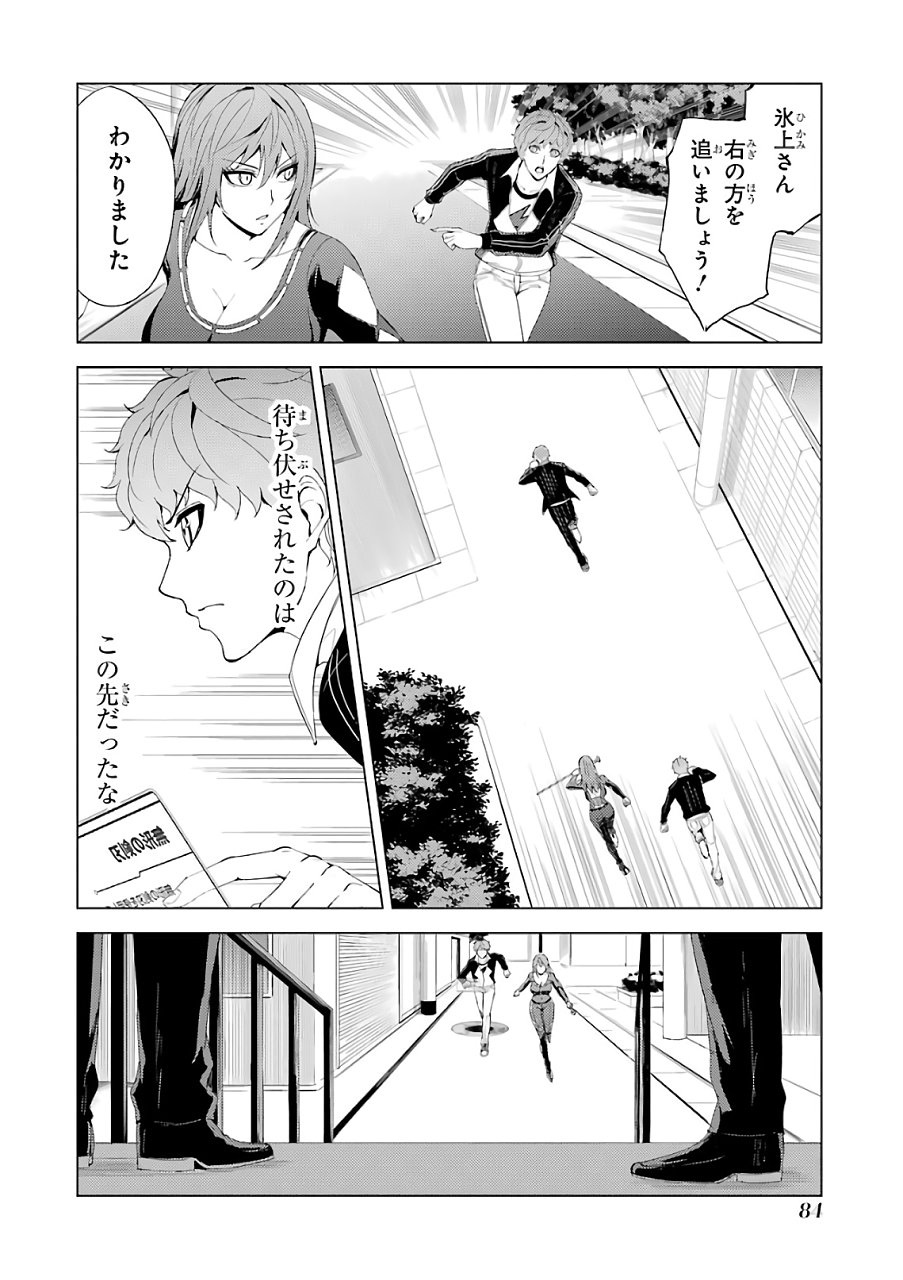 氷上さん
右の方を
追いましょう!
わかりました
待ち伏せされたのは
この先だったな
84